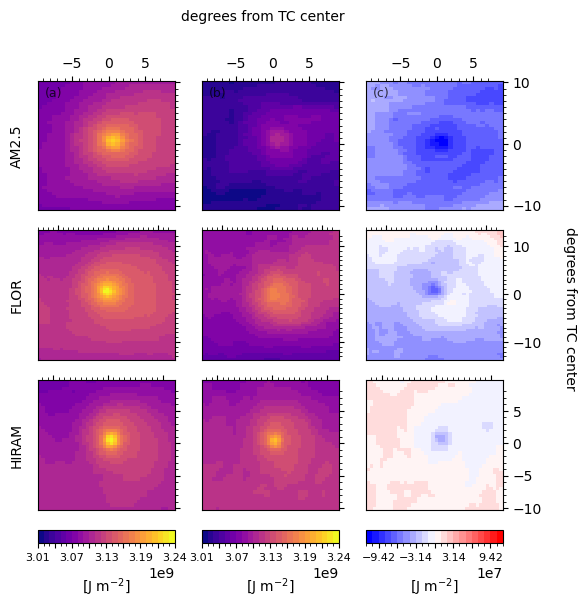 degrees from TC center
−5 0 5 −5 0 5 −5 0 5
(a) (b) (c)
AM2.5
10
0
−10
FLOR
10
0
−10
HIRAM
5
0
−5
−10
degrees from TC center
3.01 3.07 3.13 3.19 3.24 3.01 3.07 3.13 3.19 3.24 −9.42 −3.14 3.14 9.42
1e9 1e9 1e7
[J m⁻²] [J m⁻²] [J m⁻²]